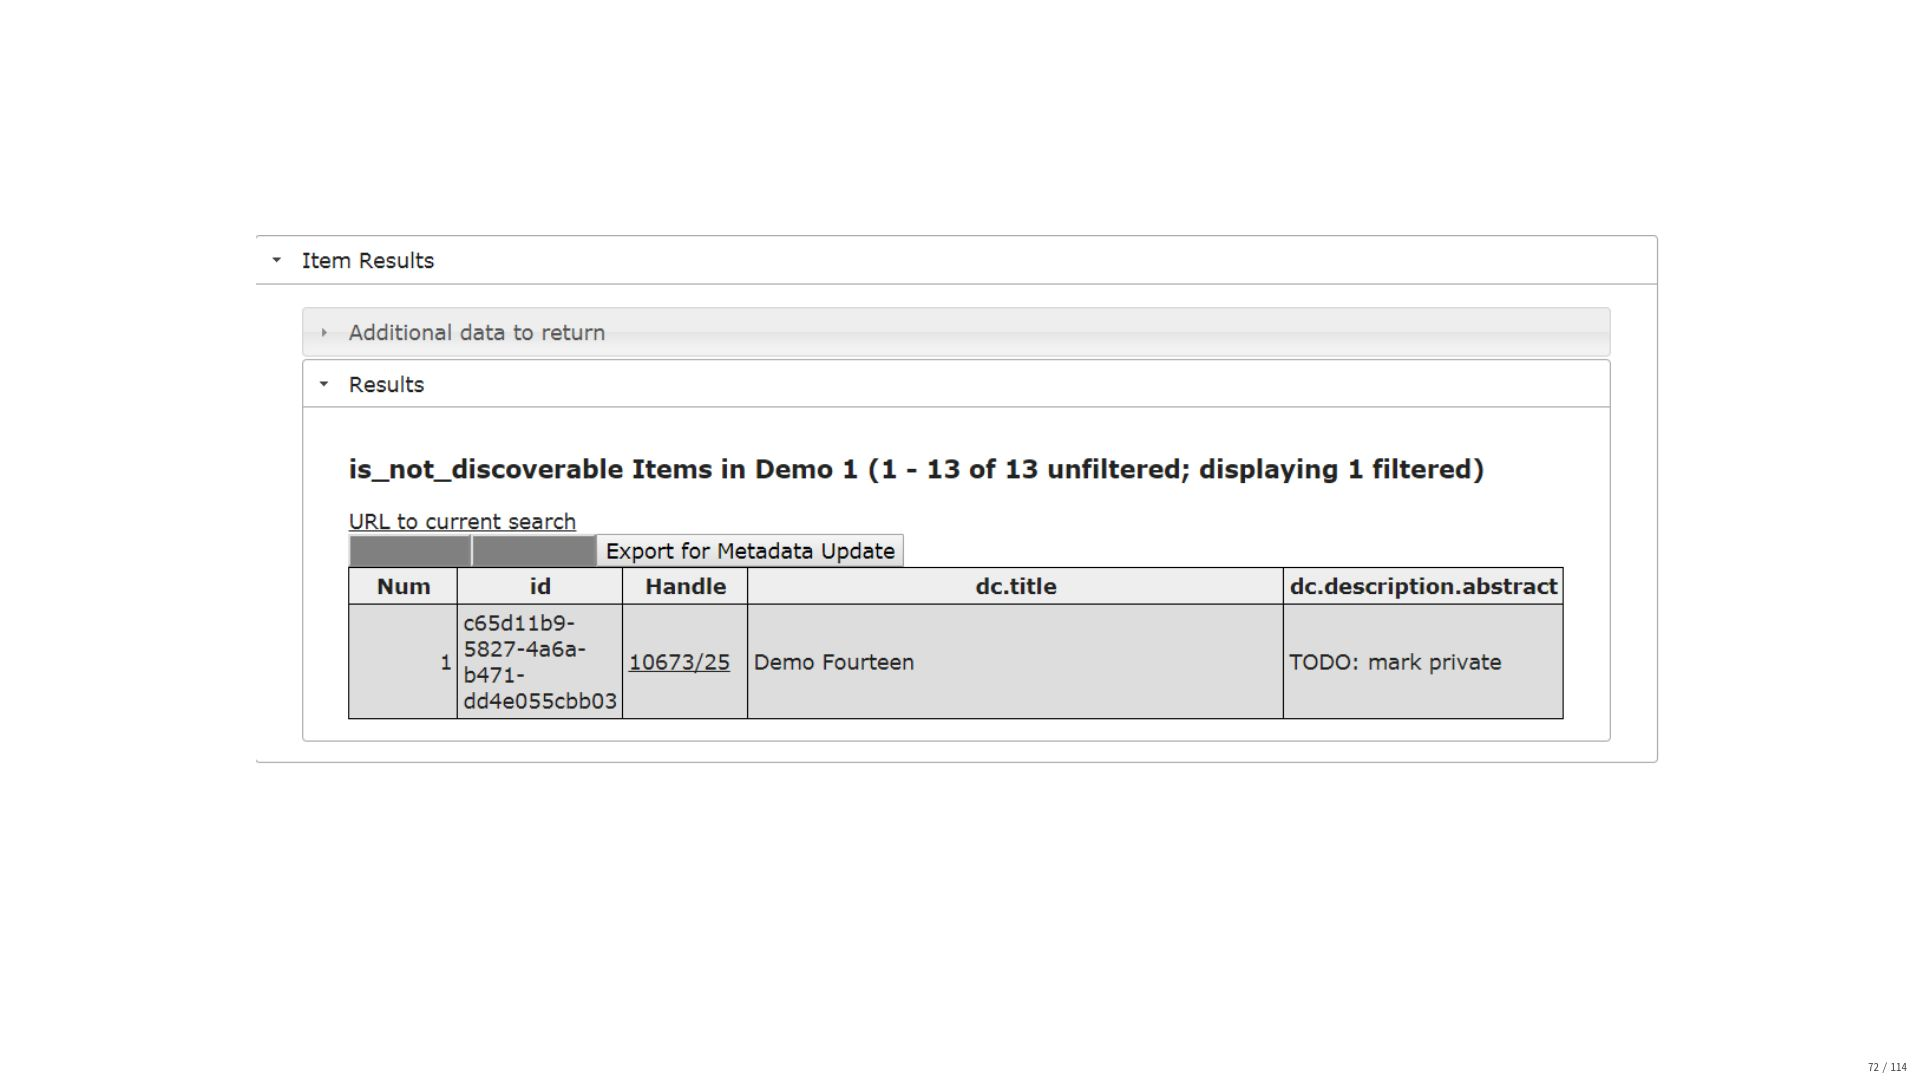 Item Results
Additional data to return
Results
is_not_discoverable Items in Demo 1 (1 - 13 of 13 unfiltered; displaying 1 filtered)
URL to current search
Export for Metadata Update
Num id Handle dc.title dc.description.abstract
1 c65d11b9-
5827-4a6a-
b471-
dd4e055cbb03 10673/25 Demo Fourteen TODO: mark private
72 / 114